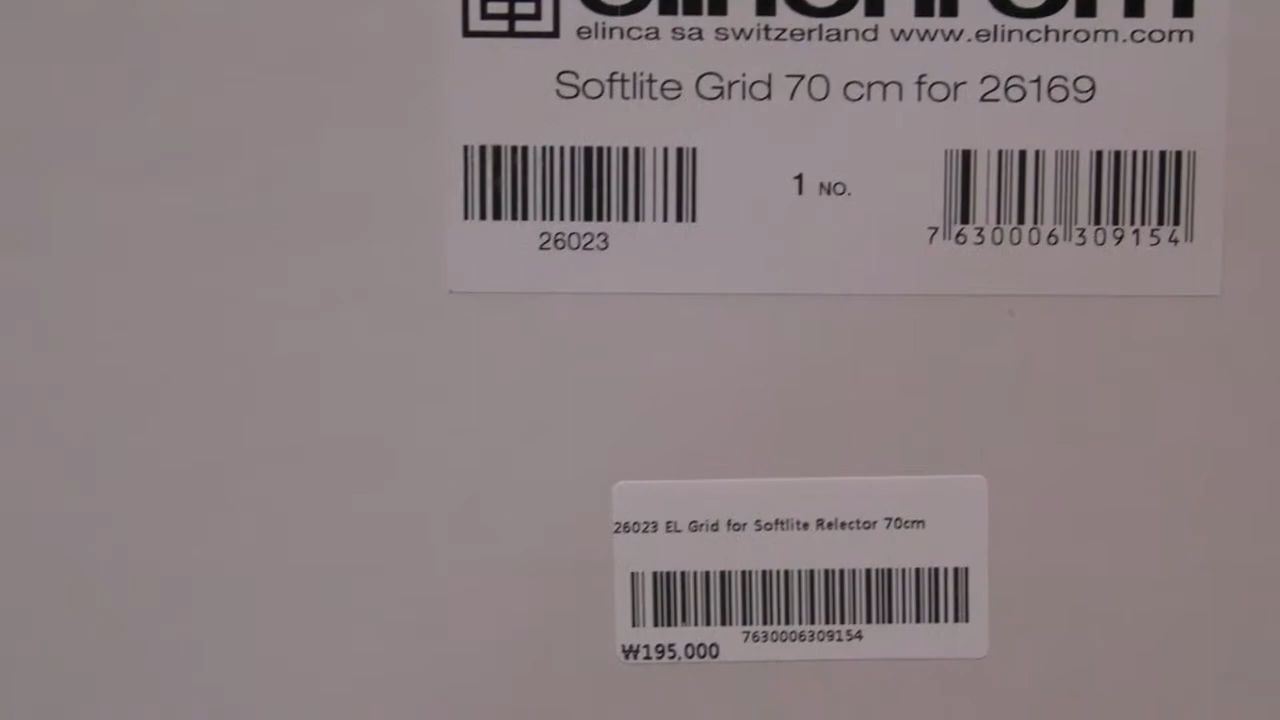 elinchrom
elinca sa switzerland www.elinchrom.com
Softlite Grid 70 cm for 26169
1 NO.
26023
7 630006 309154
26023 EL Grid for Softlite Relector 70cm
7630006309154
₩195,000